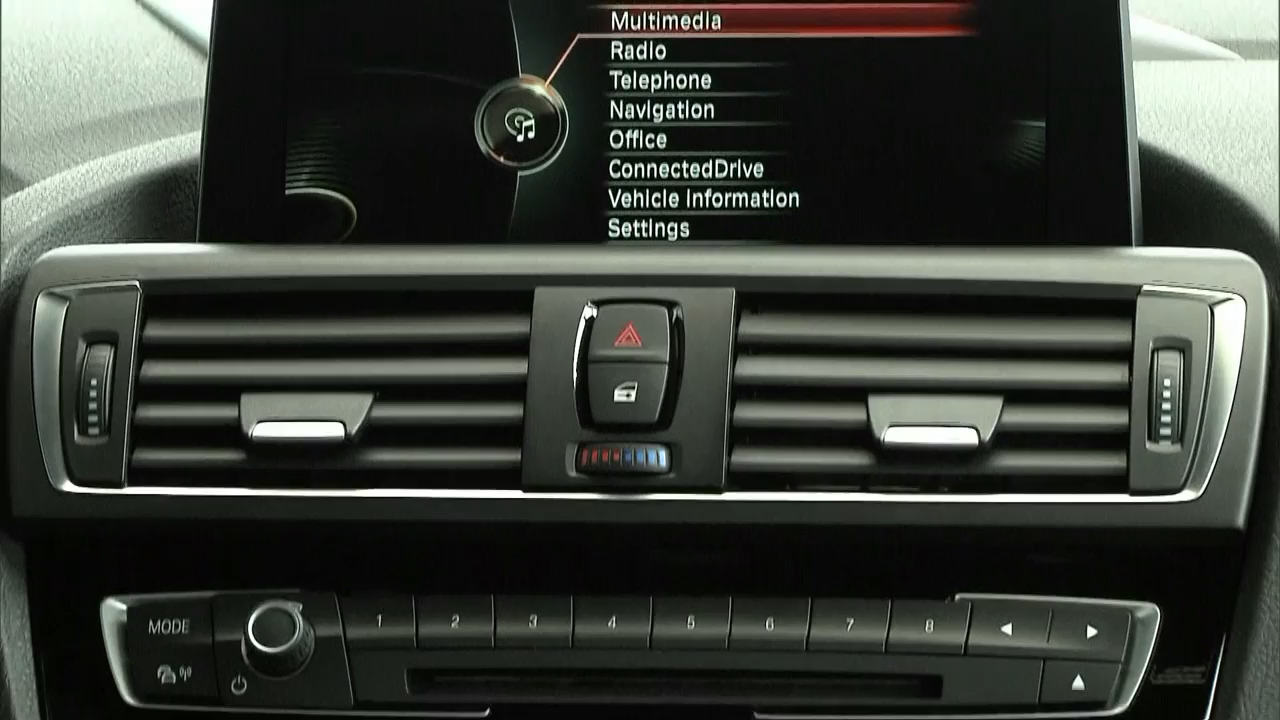 Multimedia
Radio
Telephone
Navigation
Office
ConnectedDrive
Vehicle Information
Settings
MODE
1 2 3 4 5 6 7 8